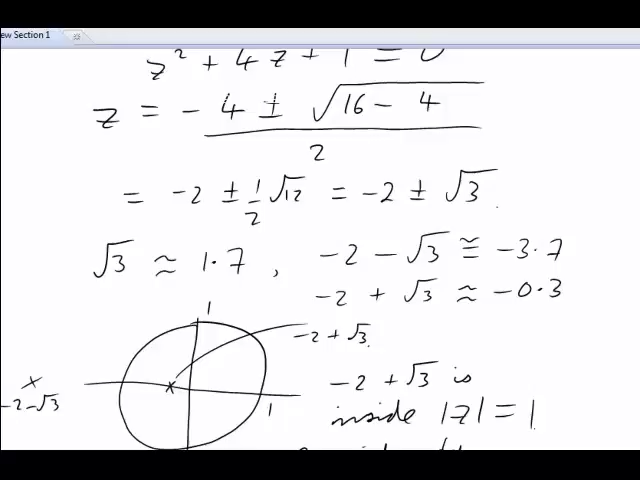 ew Section 1
z² + 4z + 1 = 0
z = - 4 ± √16 - 4
2
= -2 ± 1/2 √12 = -2 ± √3
√3 ≈ 1.7 , -2 - √3 ≅ -3.7
-2 + √3 ≈ -0.3
1
-2 + √3
x
-2-√3
x
1
-2 + √3 is
inside |z| = 1